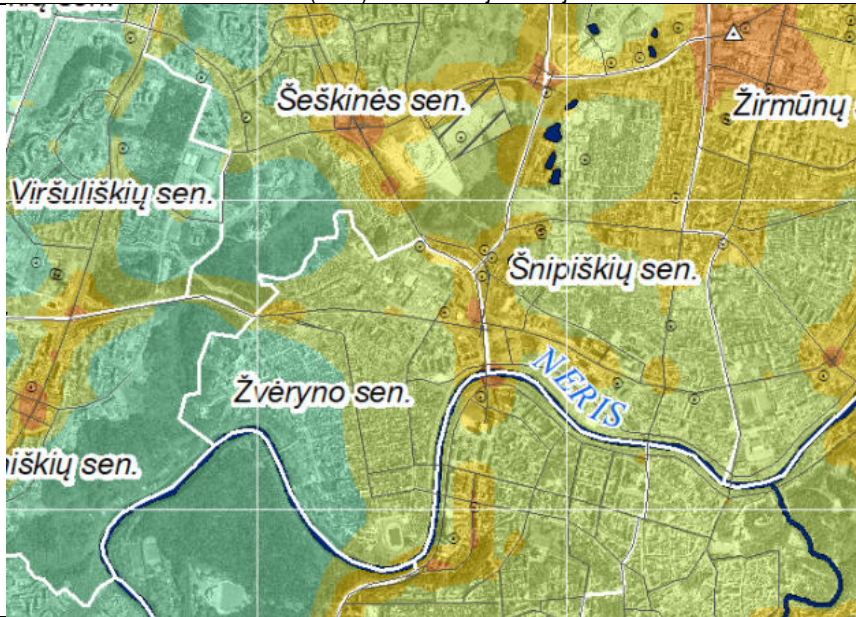 Šeškinės sen.
Žirmūnų
Viršuliškių sen.
Šnipiškių sen.
NERIS
Žvėryno sen.
iškių sen.